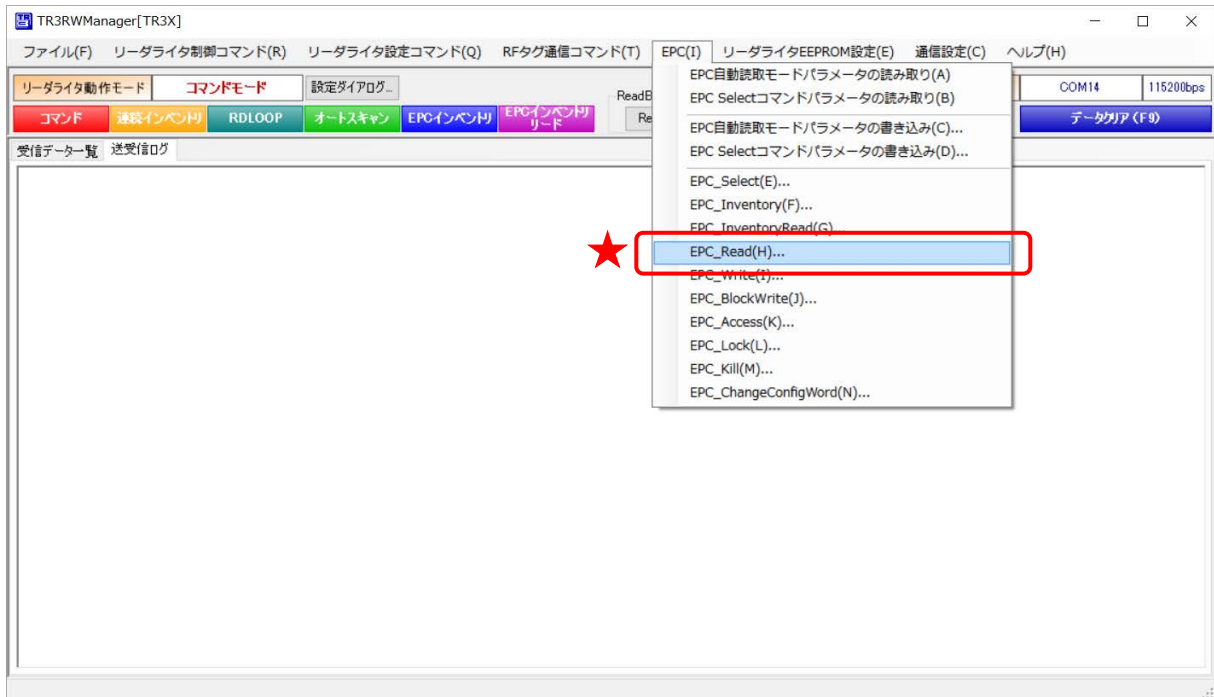 TR3RWManager[TR3X]
ファイル(F) リーダライタ制御コマンド(R) リーダライタ設定コマンド(Q) RFタグ通信コマンド(T) EPC(I) リーダライタEEPROM設定(E) 通信設定(C) ヘルプ(H)
リーダライタ動作モード コマンドモード 設定ダイアログ... COM14 115200bps
コマンド 連続インベントリ RDLOOP オートスキャン EPCインベントリ EPCインベントリリード データクリア(F9)
受信データ一覧 送受信ログ
EPC自動読取モードパラメータの読み取り(A)
EPC Selectコマンドパラメータの読み取り(B)
EPC自動読取モードパラメータの書き込み(C)...
EPC Selectコマンドパラメータの書き込み(D)...
EPC_Select(E)...
EPC_Inventory(F)...
EPC_InventoryRead(G)...
EPC_Read(H)...
EPC_Write(I)...
EPC_BlockWrite(J)...
EPC_Access(K)...
EPC_Lock(L)...
EPC_Kill(M)...
EPC_ChangeConfigWord(N)...